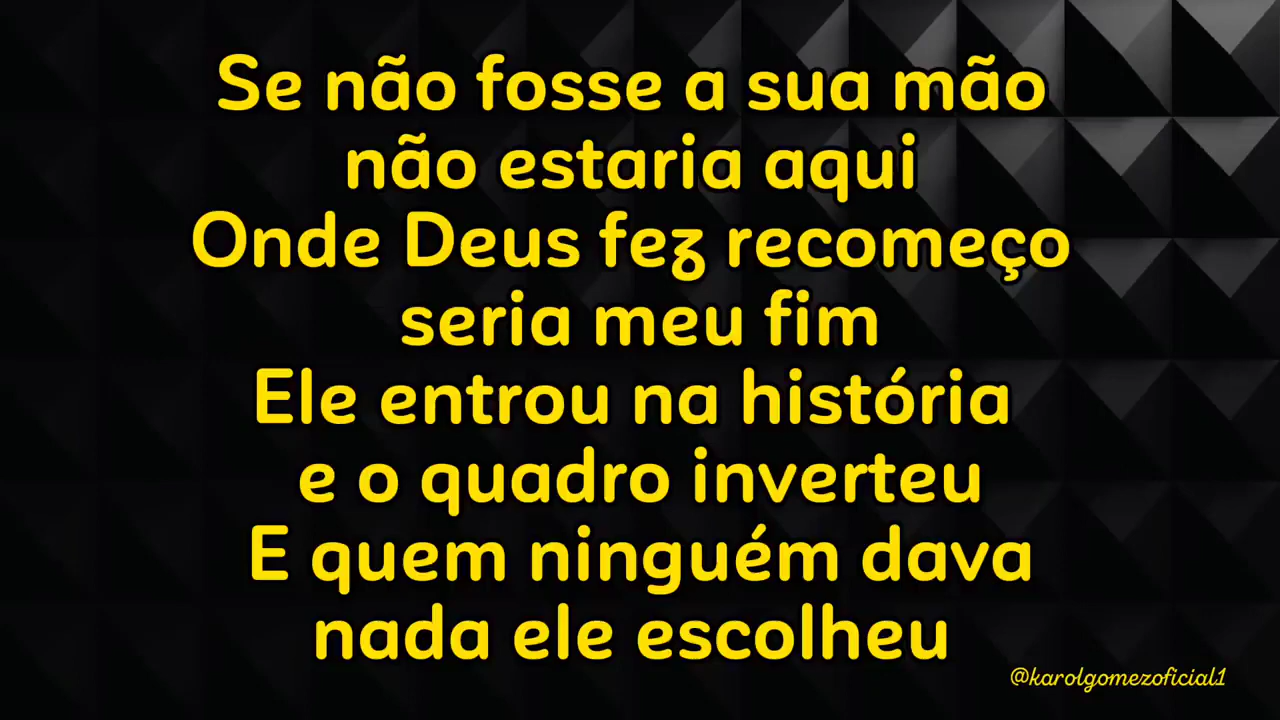 Se não fosse a sua mão
não estaria aqui
Onde Deus fez recomeço
seria meu fim
Ele entrou na história
e o quadro inverteu
E quem ninguém dava
nada ele escolheu
@karolgomezoficial1